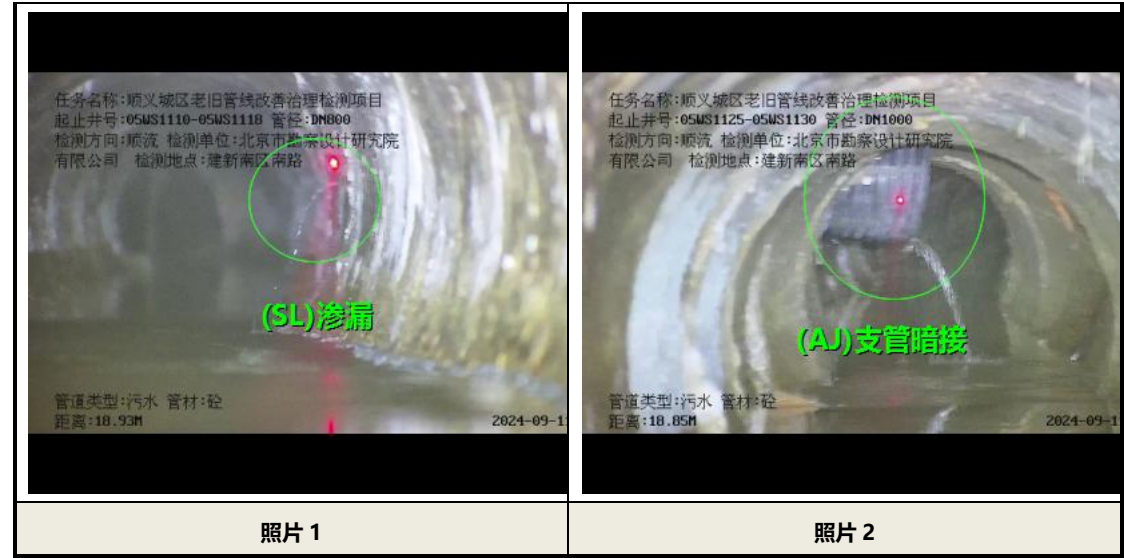 任务名称:顺义城区老旧管线改善治理检测项目
起止井号:05WS1110-05WS1118 管径:DN800
检测方向:顺流 检测单位:北京市勘察设计研究院
有限公司 检测地点:建新南区南路
(SL)渗漏
管道类型:污水 管材:砼
距离:18.93M
2024-09-11
照片 1
任务名称:顺义城区老旧管线改善治理检测项目
起止井号:05WS1125-05WS1130 管径:DN1000
检测方向:顺流 检测单位:北京市勘察设计研究院
有限公司 检测地点:建新南区南路
(AJ)支管暗接
管道类型:污水 管材:砼
距离:18.85M
2024-09-1
照片 2